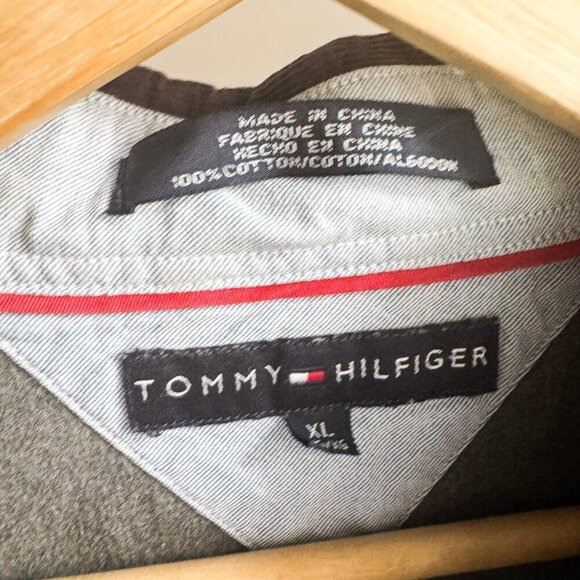 MADE IN CHINA
FABRIQUE EN CHINE
HECHO EN CHINA
100% COTTON/COTON/ALGODON
TOMMY HILFIGER
XL